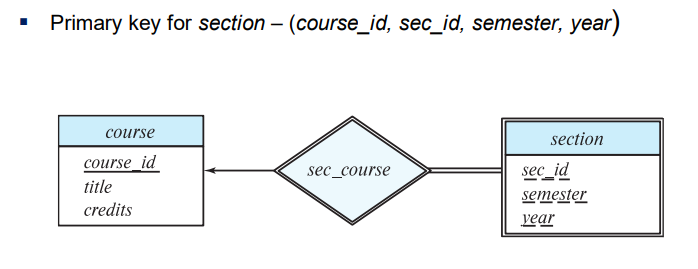 ▪ Primary key for section – (course_id, sec_id, semester, year)
course
course_id
title
credits
sec_course
section
sec_id
semester
year